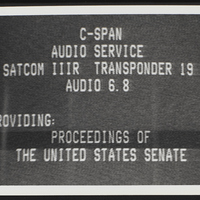 C-SPAN
AUDIO SERVICE
SATCOM IIIR TRANSPONDER 19
AUDIO 6.8
ROVIDING:
PROCEEDINGS OF
THE UNITED STATES SENATE